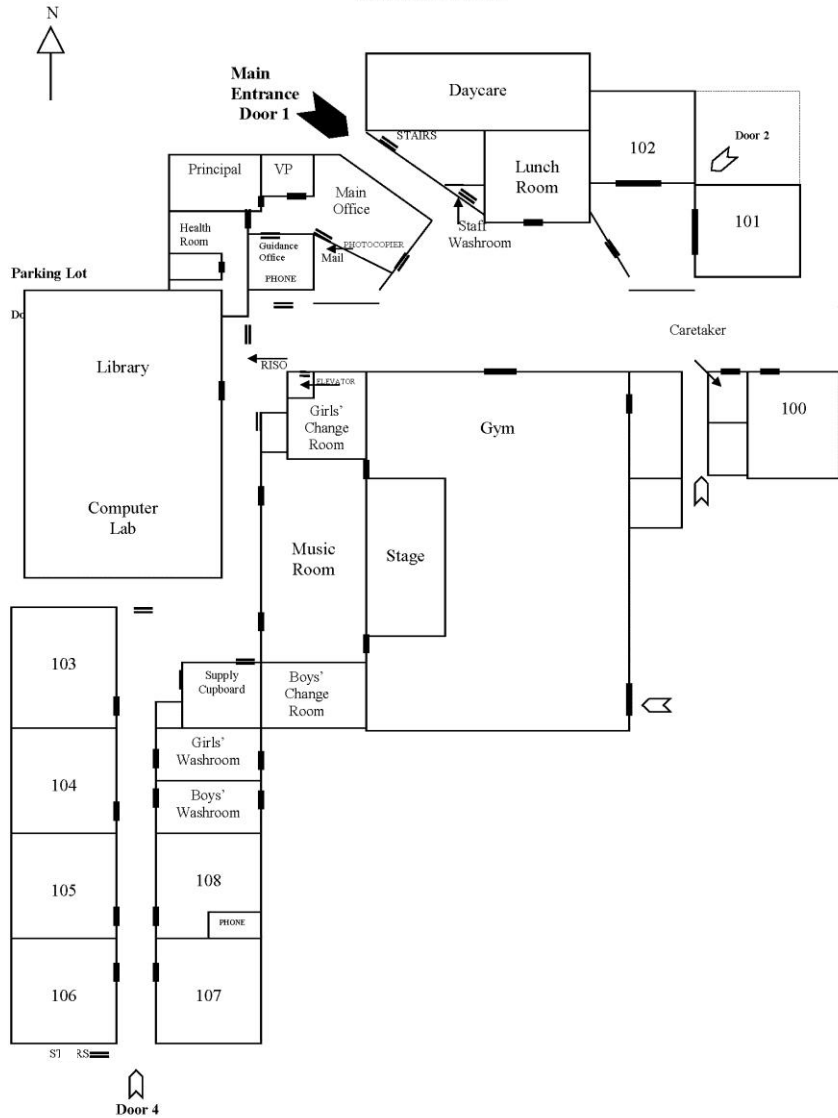 N
Main
Entrance
Door 1
Daycare
STAIRS
102
Door 2
Principal
VP
Lunch
Room
Main
Office
101
Health
Room
Staff
Washroom
Guidance
Office
PHOTOCOPIER
Mail
PHONE
Parking Lot
Caretaker
Library
RISO
ELEVATOR
Girls'
Change
Room
Gym
100
Computer
Lab
Music
Room
Stage
103
Supply
Cupboard
Boys'
Change
Room
Girls'
Washroom
104
Boys'
Washroom
105
108
PHONE
106
107
Door 4